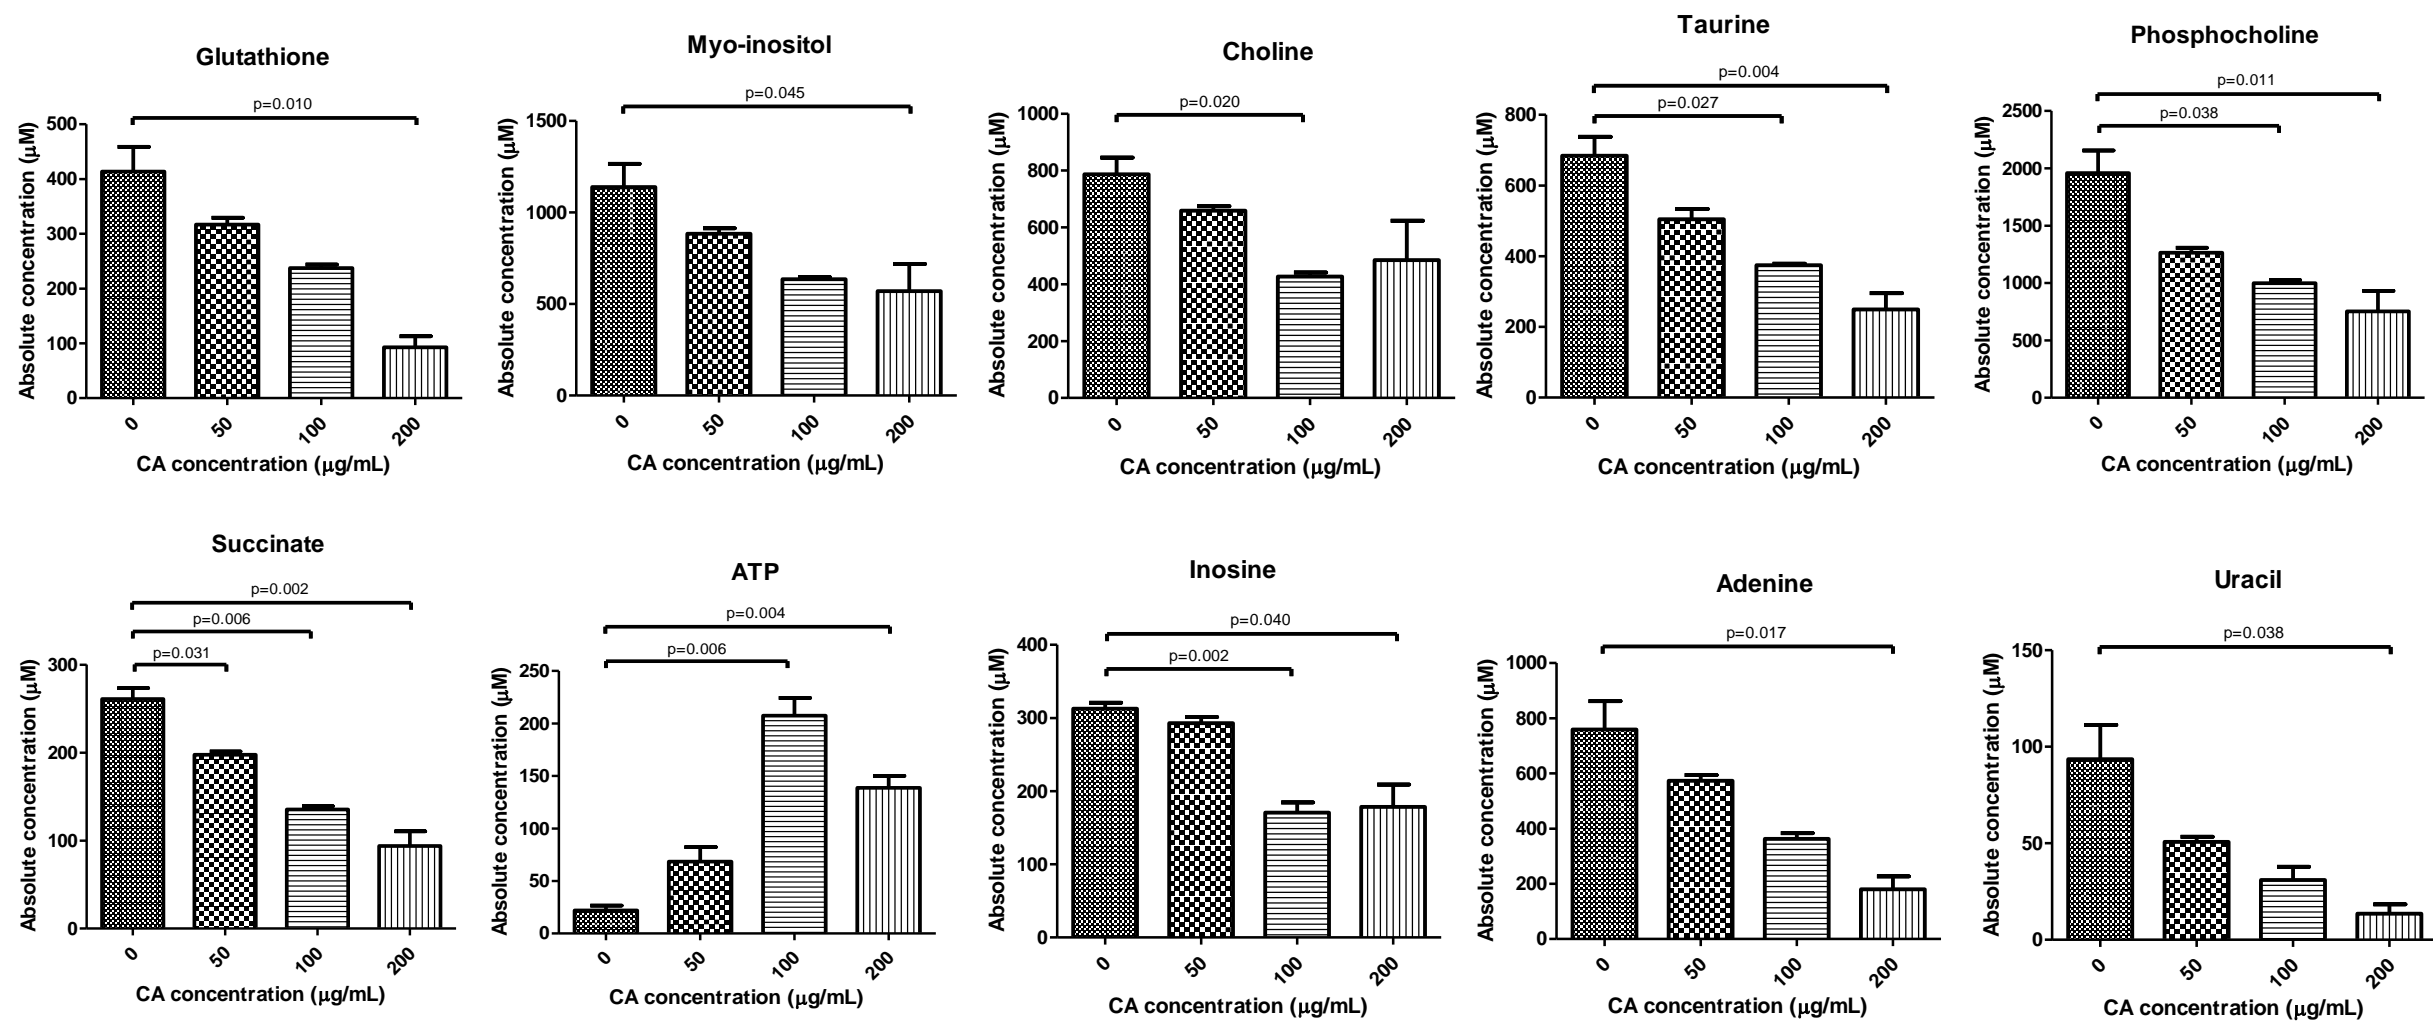 Glutathione
p=0.010
Absolute concentration (µM)
500
400
300
200
100
0
0
50
100
200
CA concentration (µg/mL)
Myo-inositol
p=0.045
Absolute concentration (µM)
1500
1000
500
0
0
50
100
200
CA concentration (µg/mL)
Choline
p=0.020
Absolute concentration (µM)
1000
800
600
400
200
0
0
50
100
200
CA concentration (µg/mL)
Taurine
p=0.004
p=0.027
Absolute concentration (µM)
800
600
400
200
0
0
50
100
200
CA concentration (µg/mL)
Phosphocholine
p=0.011
p=0.038
Absolute concentration (µM)
2500
2000
1500
1000
500
0
0
50
100
200
CA concentration (µg/mL)
Succinate
p=0.002
p=0.006
p=0.031
Absolute concentration (µM)
300
200
100
0
0
50
100
200
CA concentration (µg/mL)
ATP
p=0.004
p=0.006
Absolute concentration (µM)
250
200
150
100
50
0
0
50
100
200
CA concentration (µg/mL)
Inosine
p=0.040
p=0.002
Absolute concentration (µM)
400
300
200
100
0
0
50
100
200
CA concentration (µg/mL)
Adenine
p=0.017
Absolute concentration (µM)
1000
800
600
400
200
0
0
50
100
200
CA concentration (µg/mL)
Uracil
p=0.038
Absolute concentration (µM)
150
100
50
0
0
50
100
200
CA concentration (µg/mL)